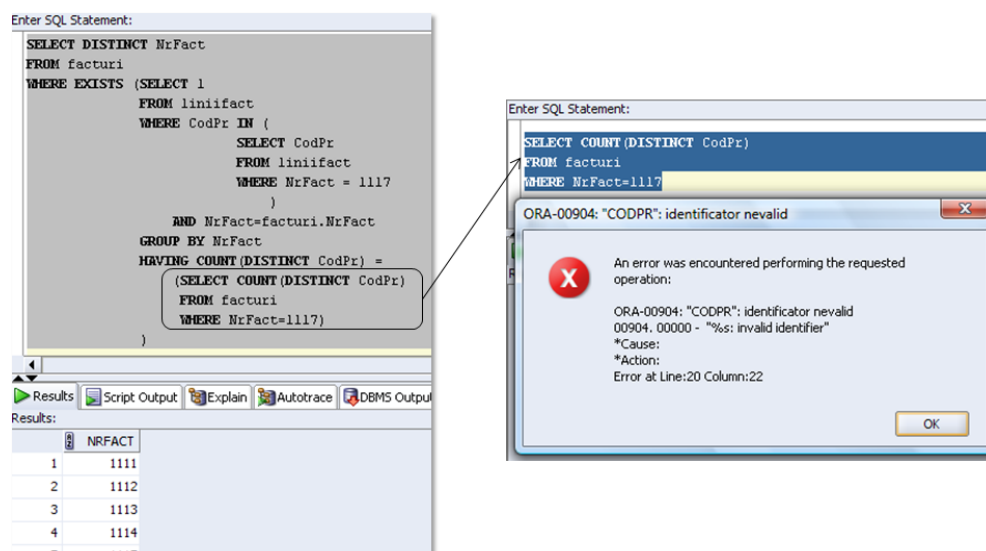 Enter SQL Statement:
SELECT DISTINCT NrFact
FROM facturi
WHERE EXISTS (SELECT 1
FROM liniifact
WHERE CodPr IN (
SELECT CodPr
FROM liniifact
WHERE NrFact = 1117
)
AND NrFact=facturi.NrFact
GROUP BY NrFact
HAVING COUNT(DISTINCT CodPr) =
(SELECT COUNT(DISTINCT CodPr)
FROM facturi
WHERE NrFact=1117)
)
Results Script Output Explain Autotrace DBMS Output
Results:
NRFACT
1 1111
2 1112
3 1113
4 1114
Enter SQL Statement:
SELECT COUNT(DISTINCT CodPr)
FROM facturi
WHERE NrFact=1117
ORA-00904: "CODPR": identificator nevalid
An error was encountered performing the requested
operation:
ORA-00904: "CODPR": identificator nevalid
00904. 00000 - "%s: invalid identifier"
*Cause:
*Action:
Error at Line:20 Column:22
OK